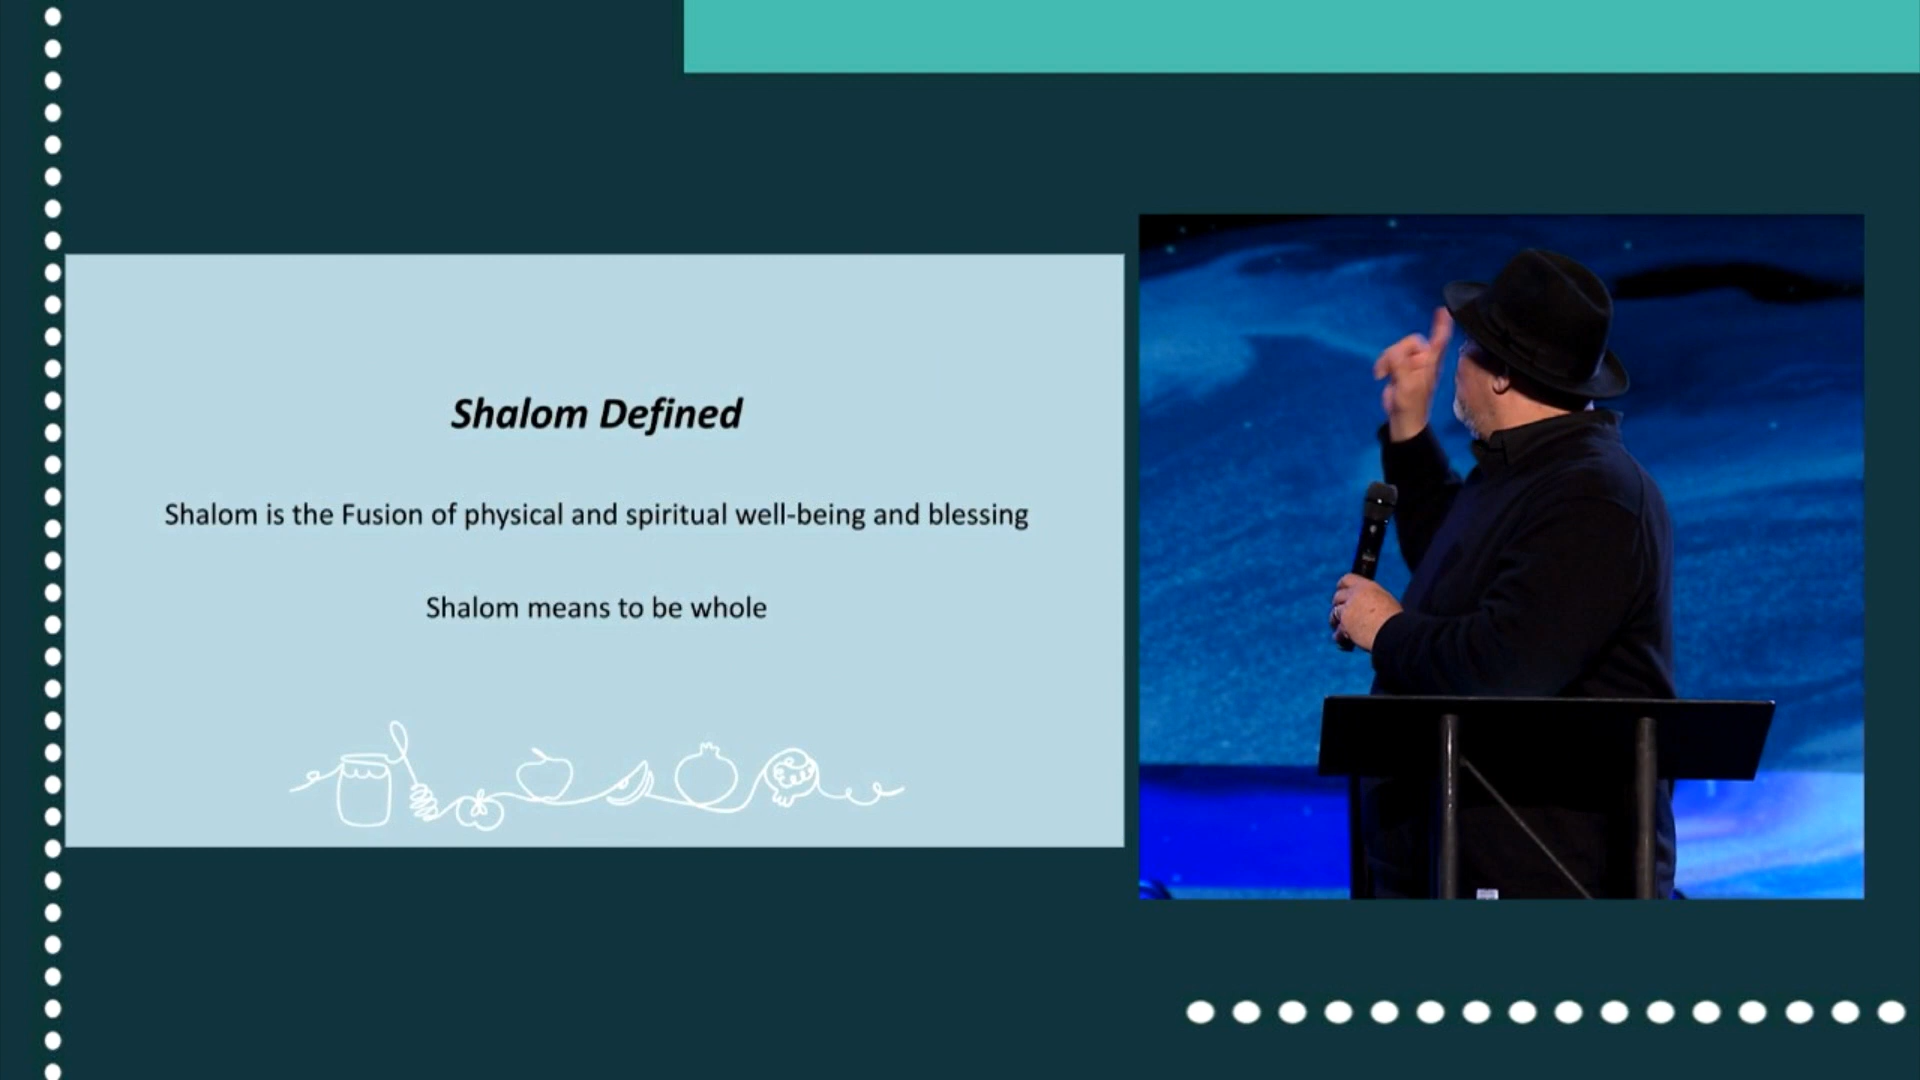 Shalom Defined
Shalom is the Fusion of physical and spiritual well-being and blessing
Shalom means to be whole